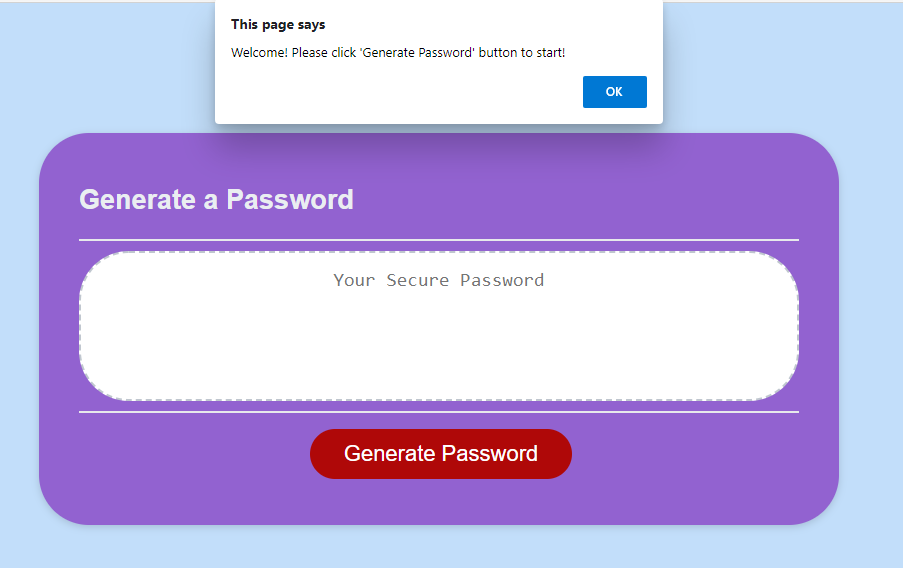 This page says
Welcome! Please click 'Generate Password' button to start!
OK
Generate a Password
Your Secure Password
Generate Password